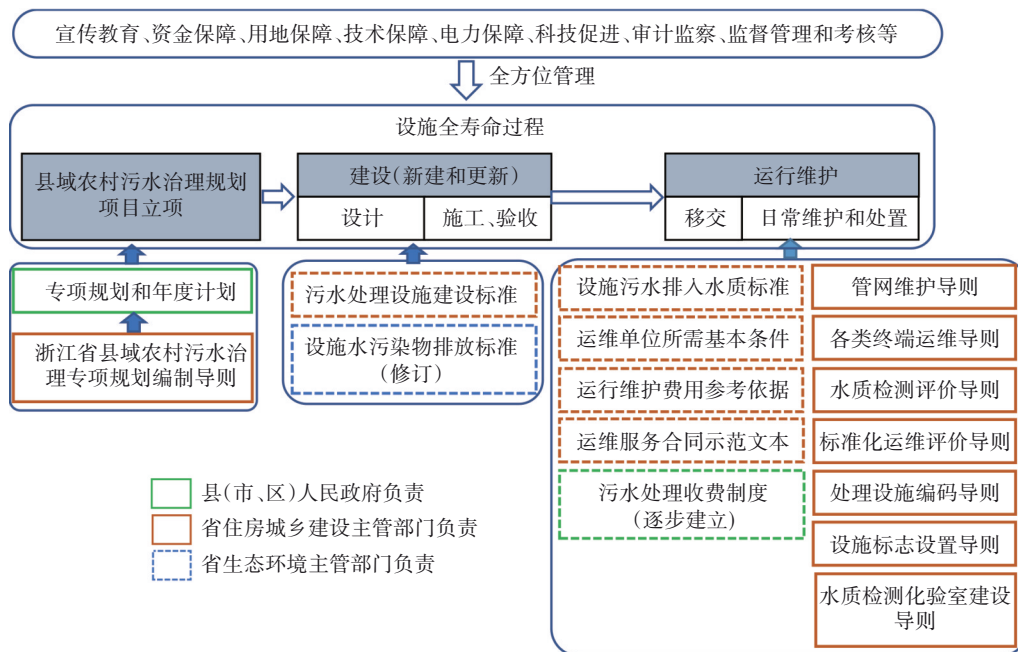 宣传教育、资金保障、用地保障、技术保障、电力保障、科技促进、审计监察、监督管理和考核等
全方位管理
设施全寿命过程
县域农村污水治理规划
项目立项
建设(新建和更新)
设计
施工、验收
运行维护
移交
日常维护和处置
专项规划和年度计划
浙江省县域农村污水治
理专项规划编制导则
污水处理设施建设标准
设施水污染物排放标准
(修订)
设施污水排入水质标准
运维单位所需基本条件
运行维护费用参考依据
运维服务合同示范文本
污水处理收费制度
(逐步建立)
管网维护导则
各类终端运维导则
水质检测评价导则
标准化运维评价导则
处理设施编码导则
设施标志设置导则
水质检测化验室建设
导则
县(市、区)人民政府负责
省住房城乡建设主管部门负责
省生态环境主管部门负责